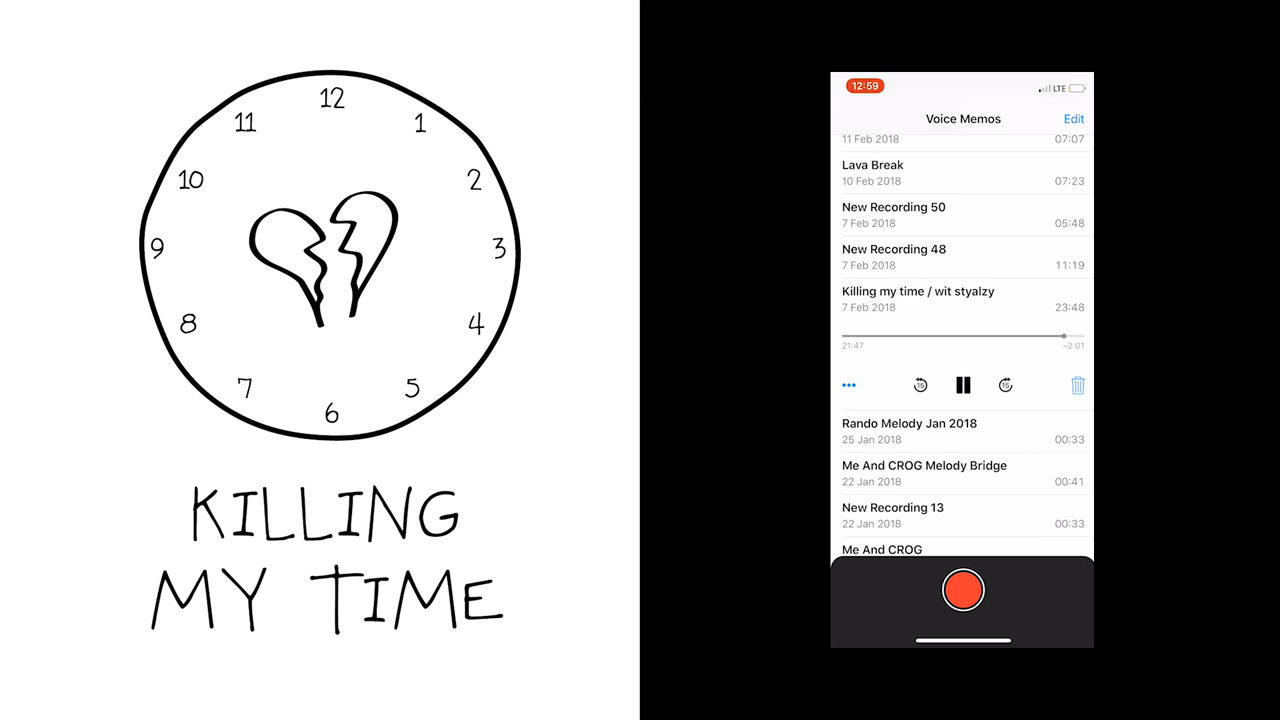 12
11
1
10
2
9
3
8
4
7
5
6
KILLING
MY TIME
12:59
LTE
Voice Memos
Edit
11 Feb 2018 07:07
Lava Break
10 Feb 2018 07:23
New Recording 50
7 Feb 2018 05:48
New Recording 48
7 Feb 2018 11:19
Killing my time / wit styalzy
7 Feb 2018 23:48
21:47 -2:01
15 15
Rando Melody Jan 2018
25 Jan 2018 00:33
Me And CROG Melody Bridge
22 Jan 2018 00:41
New Recording 13
22 Jan 2018 00:33
Me And CROG